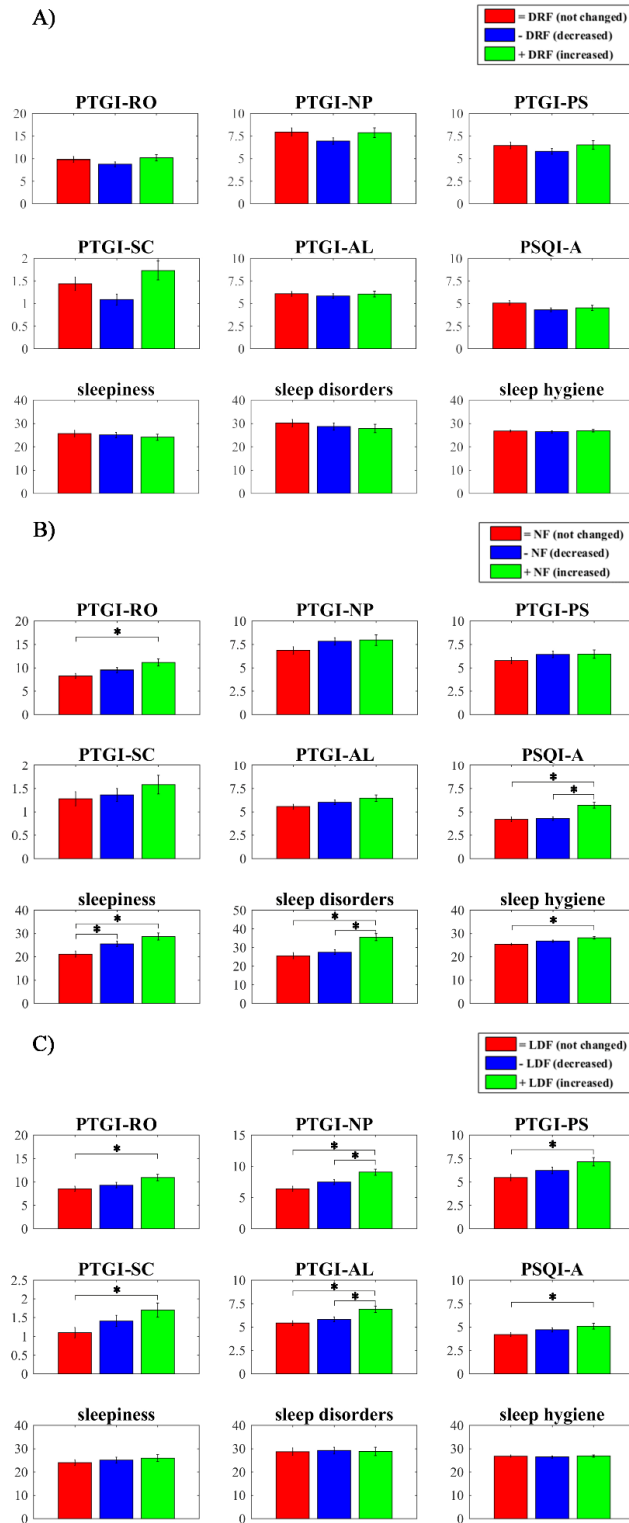 A)
= DRF (not changed)
- DRF (decreased)
+ DRF (increased)
PTGI-RO PTGI-NP PTGI-PS
20 10 10
15 7.5 7.5
10 5 5
5 2.5 2.5
0 0 0
PTGI-SC PTGI-AL PSQI-A
2 10 10
1.5 7.5 7.5
1 5 5
0.5 2.5 2.5
0 0 0
sleepiness sleep disorders sleep hygiene
40 40 40
30 30 30
20 20 20
10 10 10
0 0 0
B)
= NF (not changed)
- NF (decreased)
+ NF (increased)
PTGI-RO PTGI-NP PTGI-PS
20 10 10
15 7.5 7.5
10 5 5
5 2.5 2.5
0 0 0
*
PTGI-SC PTGI-AL PSQI-A
2 10 10
1.5 7.5 7.5
1 5 5
0.5 2.5 2.5
0 0 0
* *
sleepiness sleep disorders sleep hygiene
40 50 40
30 40 30
20 30 20
10 20 10
0 10 0
0
* * * * *
C)
= LDF (not changed)
- LDF (decreased)
+ LDF (increased)
PTGI-RO PTGI-NP PTGI-PS
20 15 10
15 10 7.5
10 5 5
5 0 2.5
0 0
* * * *
PTGI-SC PTGI-AL PSQI-A
2.5 10 10
2 7.5 7.5
1.5 5 5
1 2.5 2.5
0.5 0 0
0
* * * *
sleepiness sleep disorders sleep hygiene
40 40 40
30 30 30
20 20 20
10 10 10
0 0 0